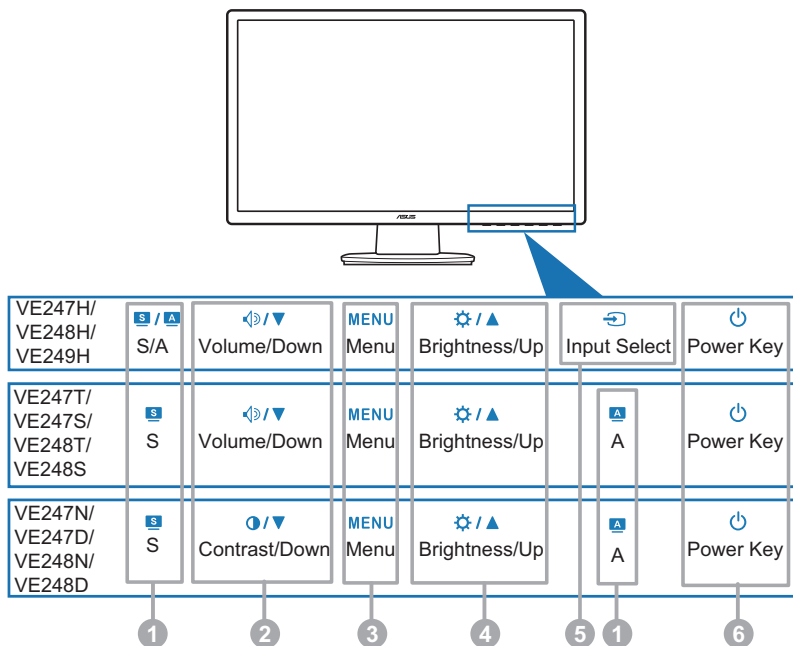 ASUS
VE247H/
VE248H/
VE249H
S / A
S/A
Volume/Down
MENU
Menu
Brightness/Up
Input Select
Power Key
VE247T/
VE247S/
VE248T/
VE248S
S
S
Volume/Down
MENU
Menu
Brightness/Up
A
A
Power Key
VE247N/
VE247D/
VE248N/
VE248D
S
S
Contrast/Down
MENU
Menu
Brightness/Up
A
A
Power Key
1 2 3 4 5 1 6